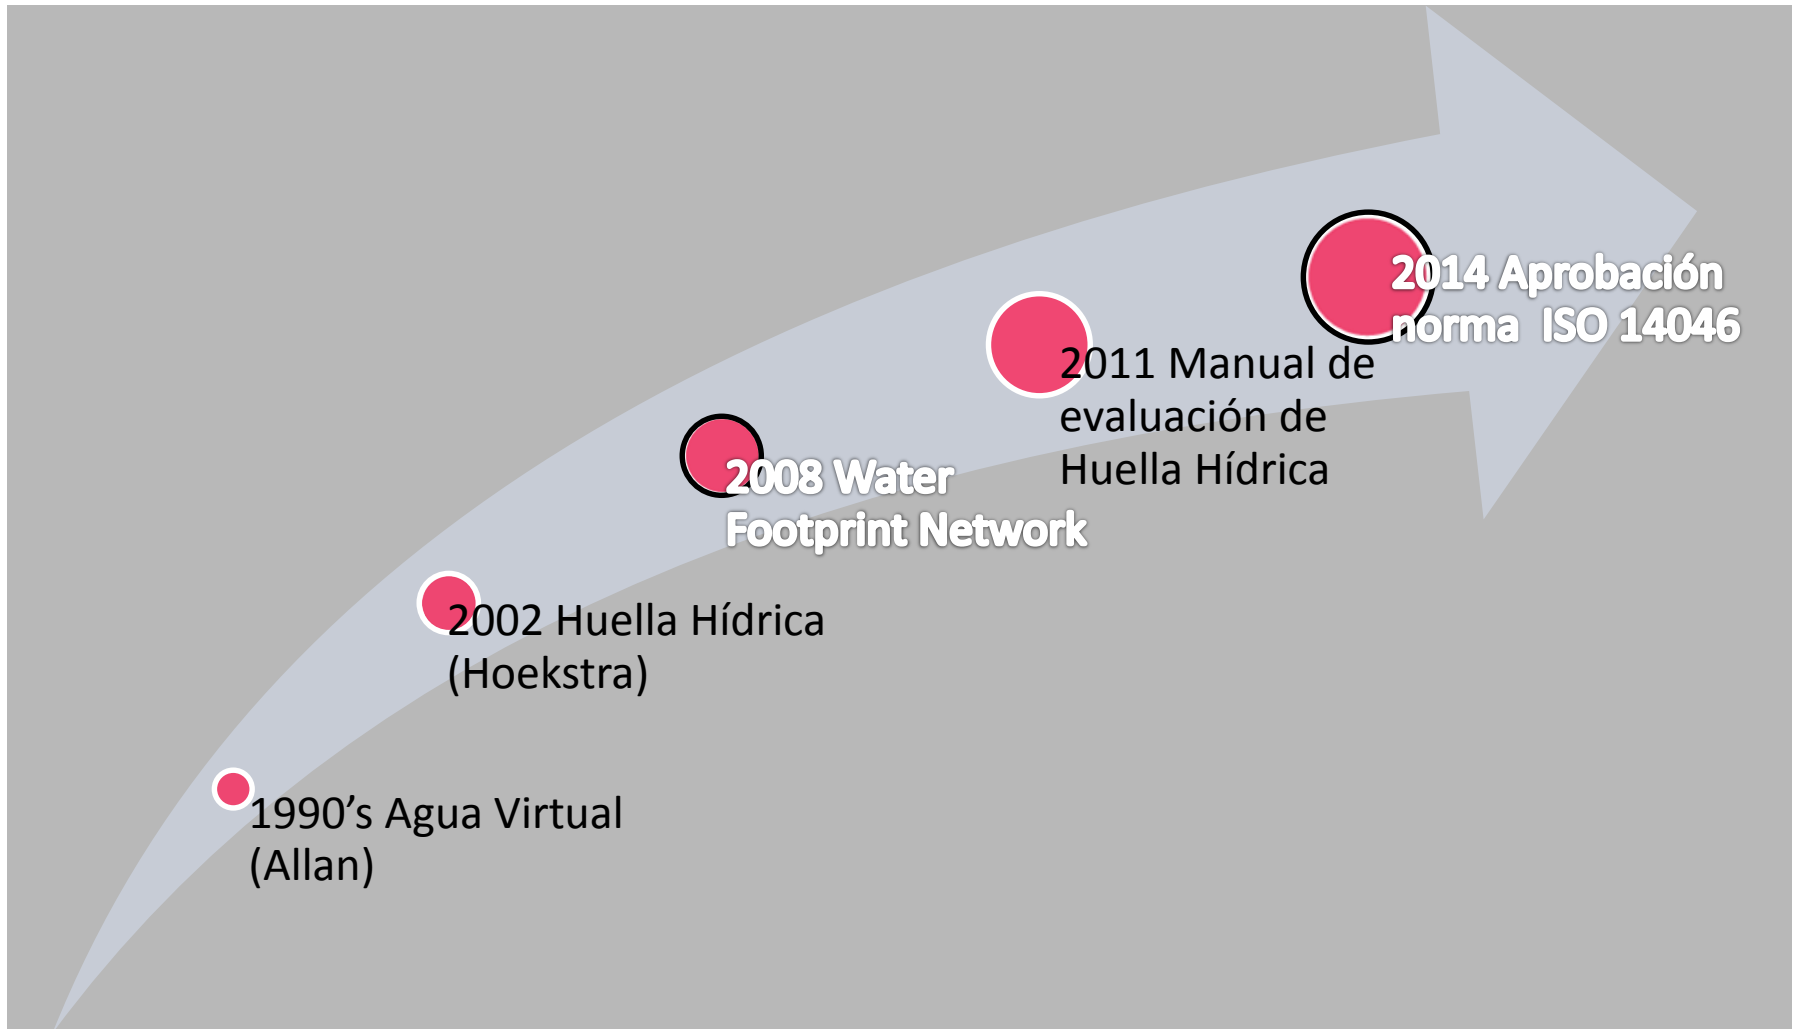 1990’s Agua Virtual
(Allan)
2002 Huella Hídrica
(Hoekstra)
2008 Water
Footprint Network
2011 Manual de
evaluación de
Huella Hídrica
2014 Aprobación
norma  ISO 14046